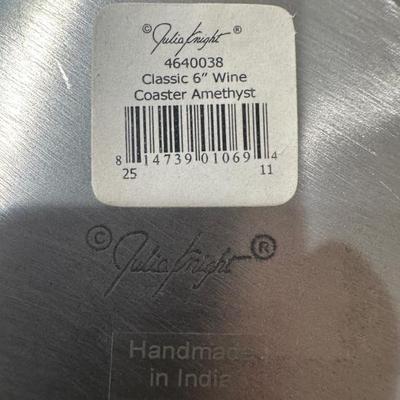 © Julia Knight ®
4640038
Classic 6” Wine
Coaster Amethyst
8 14739 01069 4
25 11
© Julia Knight ®
Handmade
in India